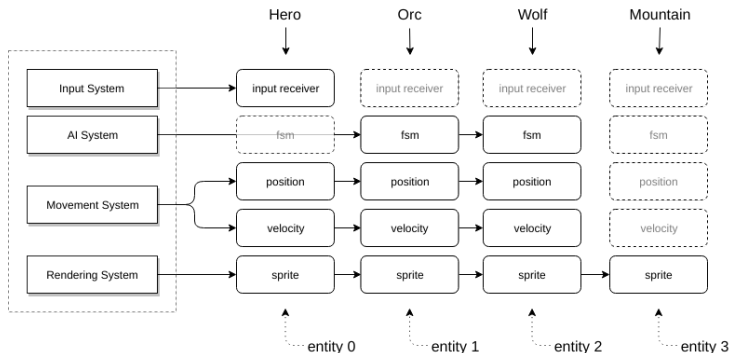 Hero Orc Wolf Mountain
Input System input receiver input receiver input receiver input receiver
AI System fsm fsm fsm fsm
position position position position
Movement System
velocity velocity velocity velocity
Rendering System sprite sprite sprite sprite
entity 0 entity 1 entity 2 entity 3